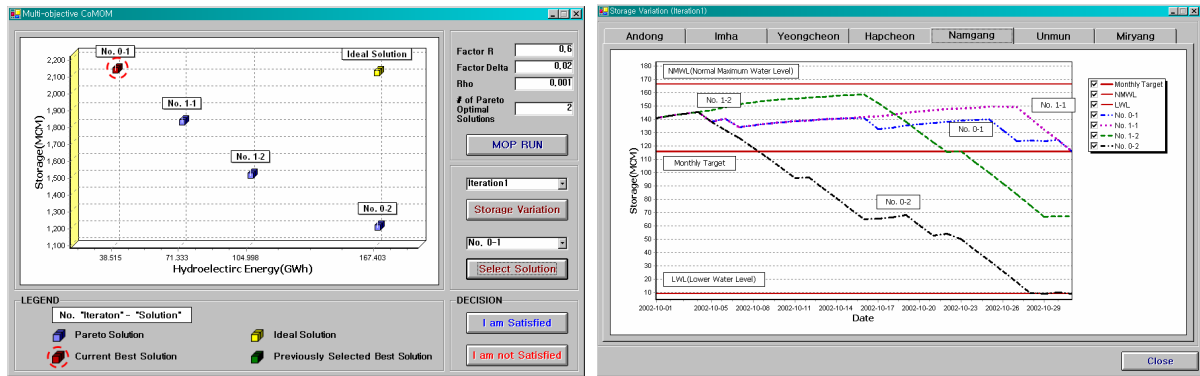 Multi-objective CoMOM
No. 0-1
Ideal Solution
No. 1-1
No. 1-2
No. 0-2
2,200
2,100
2,000
1,900
1,800
1,700
1,600
1,500
1,400
1,300
1,200
1,100
Storage(MCM)
38.515 71.333 104.998 167.403
Hydroelectirc Energy(GWh)
Factor R 0,6
Factor Delta 0,02
Rho 0,001
# of Pareto Optimal Solutions 2
MOP RUN
Iteration1
Storage Variation
No. 0-1
Select Solution
LEGEND
No. "Iteraton" - "Solution"
Pareto Solution
Ideal Solution
Current Best Solution
Previously Selected Best Solution
DECISION
I am Satisfied
I am not Satisfied
Storage Variation (Iteration1)
Andong Imha Yeongcheon Hapcheon Namgang Unmun Miryang
180
170
160
150
140
130
120
110
100
90
80
70
60
50
40
30
20
10
Storage(MCM)
NMWL(Normal Maximum Water Level)
No. 1-2
No. 1-1
No. 0-1
Monthly Target
No. 0-2
LWL(Lower Water Level)
2002-10-01 2002-10-05 2002-10-08 2002-10-11 2002-10-14 2002-10-17 2002-10-20 2002-10-23 2002-10-26 2002-10-29
Date
Monthly Target
NMWL
LWL
No. 0-1
No. 1-1
No. 1-2
No. 0-2
Close